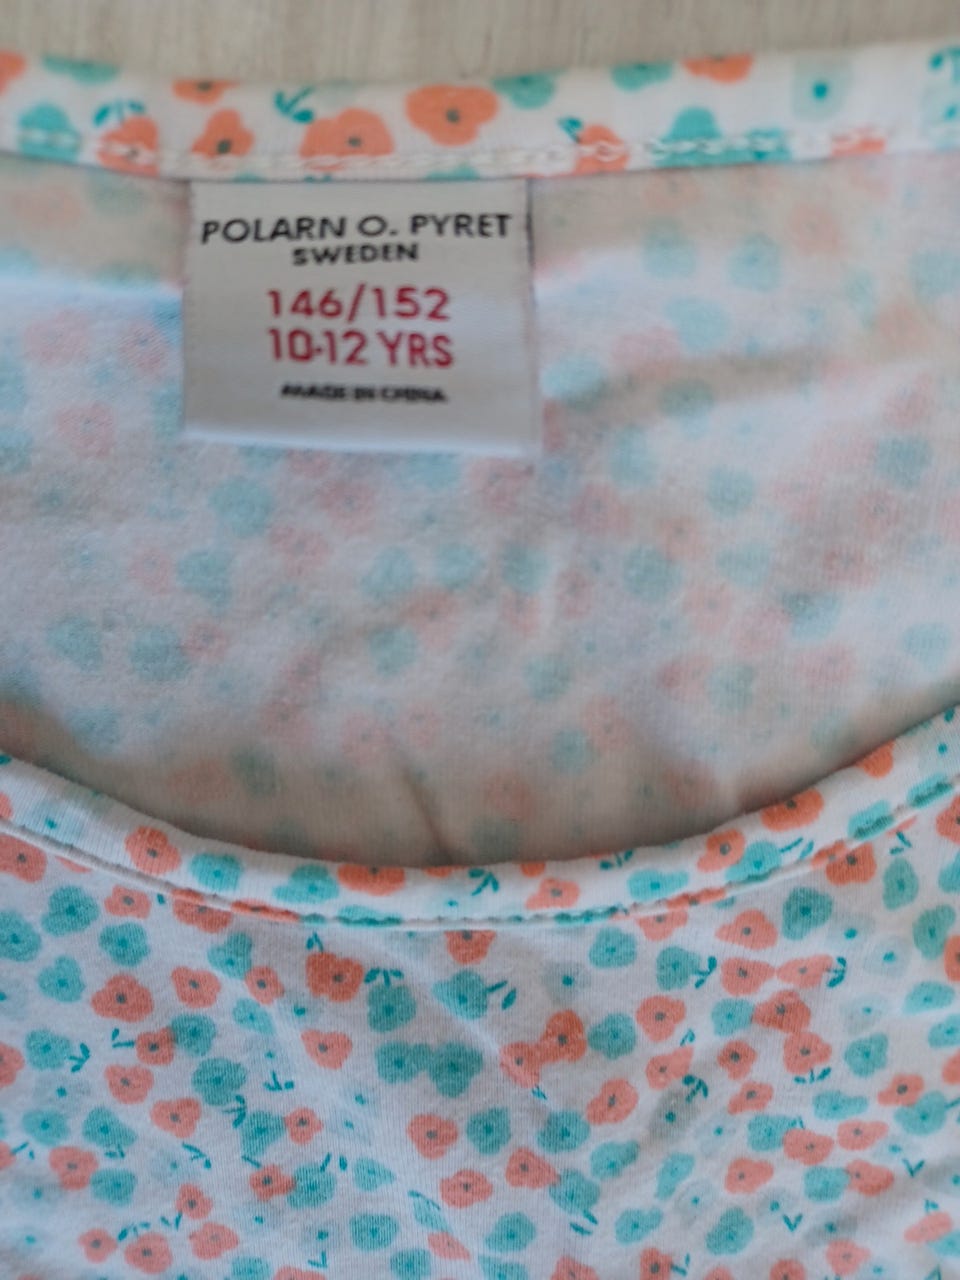 POLARN O. PYRET
SWEDEN
146/152
10-12 YRS
MADE IN CHINA